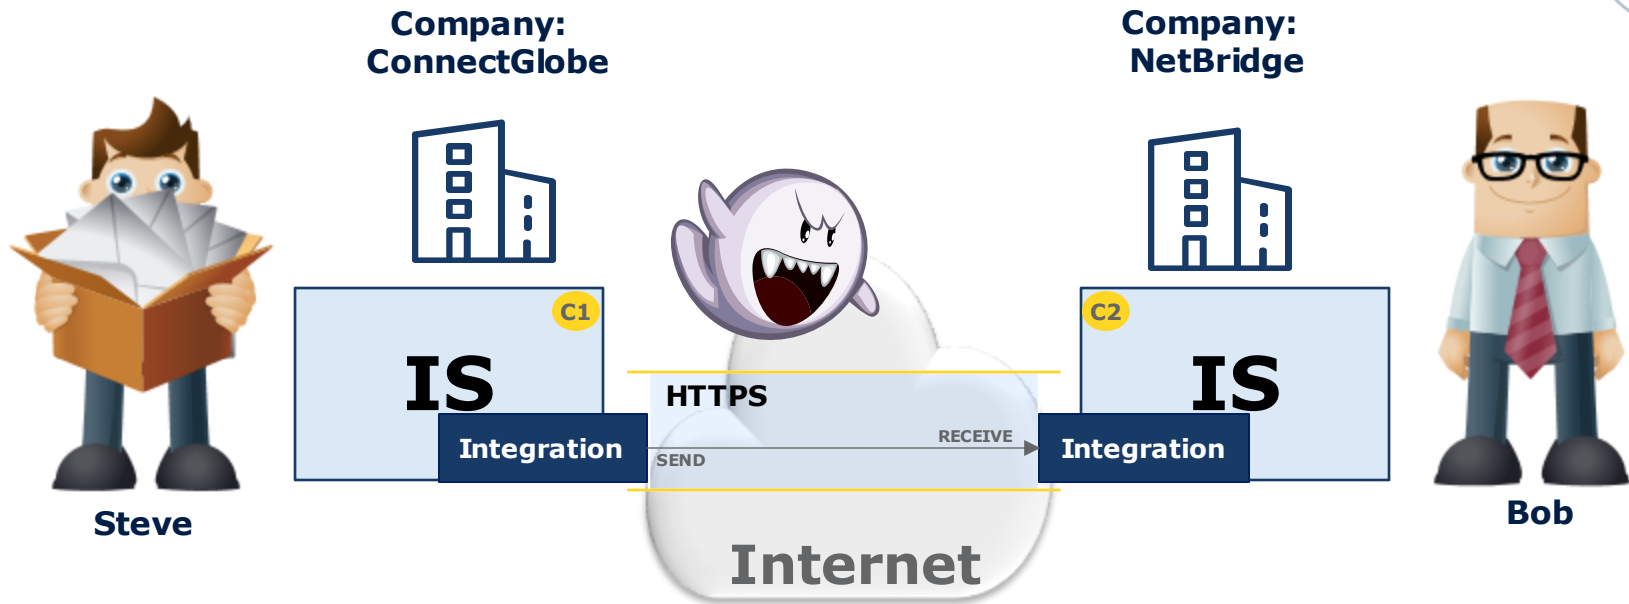 Company:
ConnectGlobe
Company:
NetBridge
C1
IS
Integration
HTTPS
RECEIVE
SEND
C2
IS
Integration
Steve
Bob
Internet